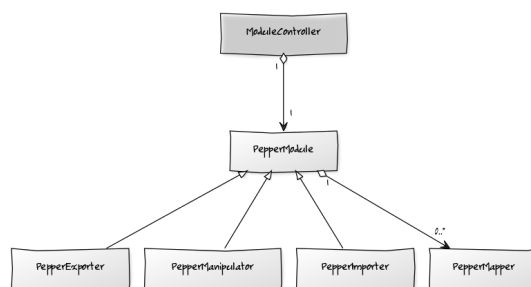 ModuleController
1
1
PepperModule
1
0..*
PepperExporter
PepperManipulator
PepperImporter
PepperMapper